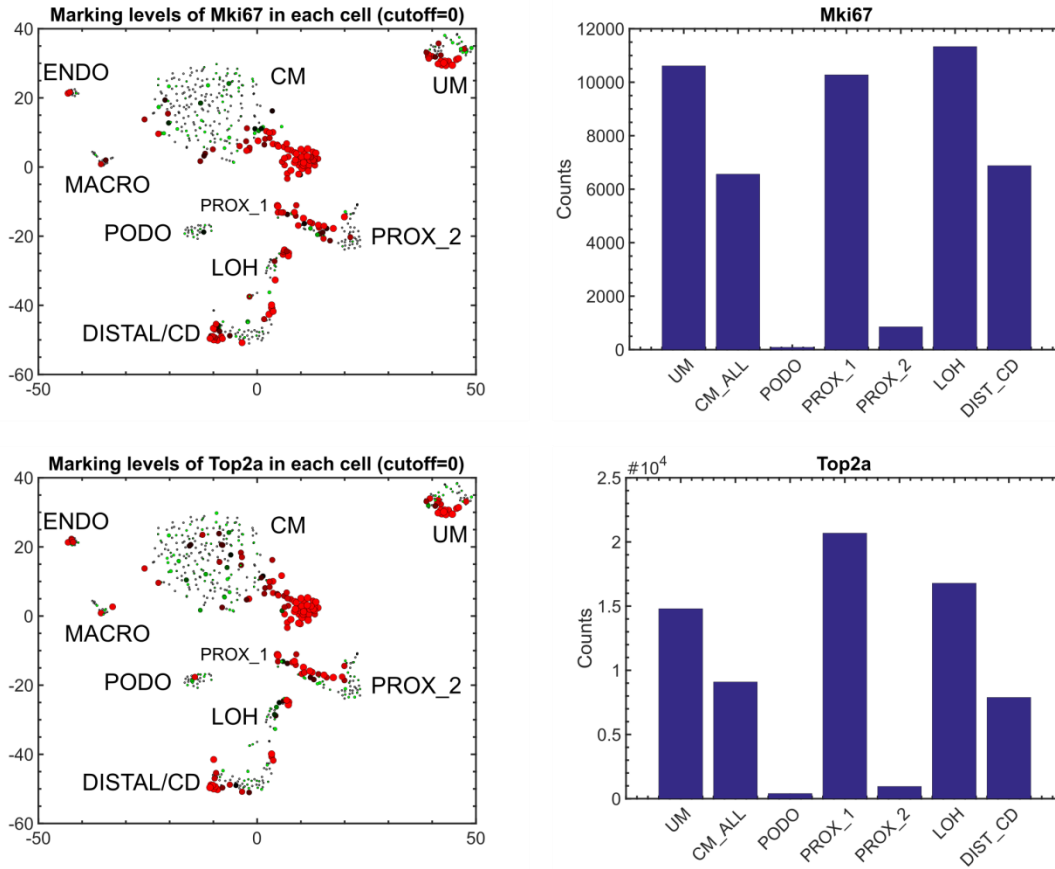 Marking levels of Mki67 in each cell (cutoff=0)
40
20
0
-20
-40
-60
-50
0
50
ENDO
CM
UM
MACRO
PROX_1
PODO
PROX_2
LOH
DISTAL/CD
Mki67
Counts
12000
10000
8000
6000
4000
2000
0
UM
CM_ALL
PODO
PROX_1
PROX_2
LOH
DIST_CD
Marking levels of Top2a in each cell (cutoff=0)
40
20
0
-20
-40
-60
-50
0
50
ENDO
CM
UM
MACRO
PROX_1
PODO
PROX_2
LOH
DISTAL/CD
Top2a
#10^4
Counts
2.5
2
1.5
1
0.5
0
UM
CM_ALL
PODO
PROX_1
PROX_2
LOH
DIST_CD